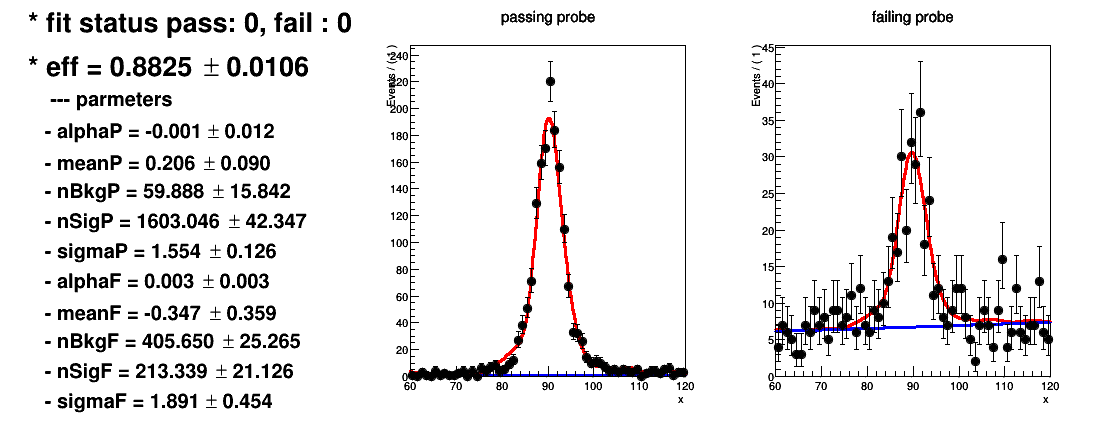 * fit status pass: 0, fail : 0
* eff = 0.8825 ± 0.0106
--- parmeters
- alphaP = -0.001 ± 0.012
- meanP = 0.206 ± 0.090
- nBkgP = 59.888 ± 15.842
- nSigP = 1603.046 ± 42.347
- sigmaP = 1.554 ± 0.126
- alphaF = 0.003 ± 0.003
- meanF = -0.347 ± 0.359
- nBkgF = 405.650 ± 25.265
- nSigF = 213.339 ± 21.126
- sigmaF = 1.891 ± 0.454
passing probe
Events / ( 1 )
240
220
200
180
160
140
120
100
80
60
40
20
0
60 70 80 90 100 110 120
x
failing probe
Events / ( 1 )
45
40
35
30
25
20
15
10
5
0
60 70 80 90 100 110 120
x